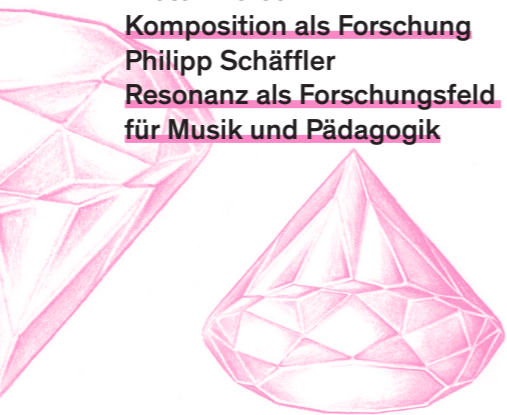 Komposition als Forschung
Philipp Schäffler
Resonanz als Forschungsfeld
für Musik und Pädagogik